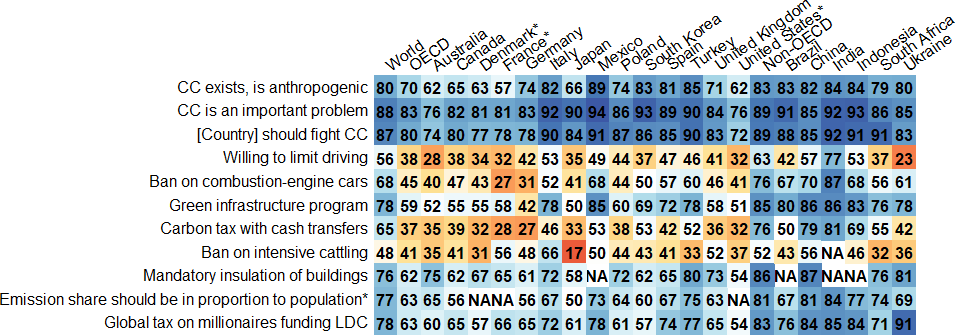 World OECD Australia Canada Denmark* France* Germany Italy Japan Mexico Poland South Korea Spain Turkey United Kingdom United States* Non-OECD Brazil China India Indonesia South Africa Ukraine
CC exists, is anthropogenic 80 70 62 65 63 57 74 82 66 89 74 83 81 85 71 62 83 83 82 84 84 79 80
CC is an important problem 88 83 76 82 81 81 83 92 90 94 86 93 89 90 84 76 89 91 85 92 93 86 85
[Country] should fight CC 87 80 74 80 77 78 78 90 84 91 87 86 85 90 83 72 89 88 85 92 91 91 83
Willing to limit driving 56 38 28 38 34 32 42 53 35 49 44 37 47 46 41 32 63 42 57 77 53 37 23
Ban on combustion-engine cars 68 45 40 47 43 27 31 52 41 68 44 50 57 60 46 41 76 67 70 87 68 56 61
Green infrastructure program 78 59 52 55 55 58 42 78 50 85 60 69 72 78 58 51 85 80 86 86 83 76 78
Carbon tax with cash transfers 65 37 35 39 32 28 27 46 33 53 38 53 42 52 36 32 76 50 79 81 69 55 42
Ban on intensive cattling 48 41 35 41 31 56 48 66 17 50 44 43 41 33 52 37 52 43 56 NA 46 32 36
Mandatory insulation of buildings 76 62 75 62 67 65 61 72 58 NA 72 62 65 80 73 54 86 NA 87 NA NA 76 81
Emission share should be in proportion to population* 77 63 65 56 NA NA 56 67 50 73 64 60 67 75 63 NA 81 67 81 84 77 74 69
Global tax on millionaires funding LDC 78 63 60 65 57 66 65 72 61 78 61 57 74 77 65 54 83 76 84 85 84 71 91